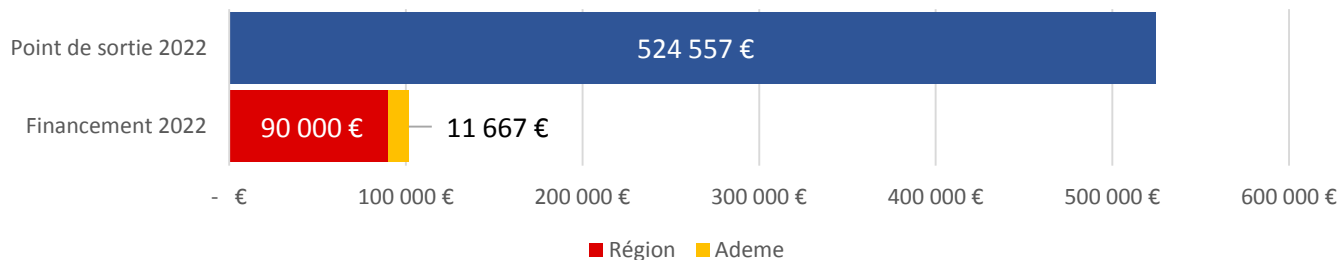 Point de sortie 2022
524 557 €
Financement 2022
90 000 €
11 667 €
- €
100 000 €
200 000 €
300 000 €
400 000 €
500 000 €
600 000 €
Région
Ademe